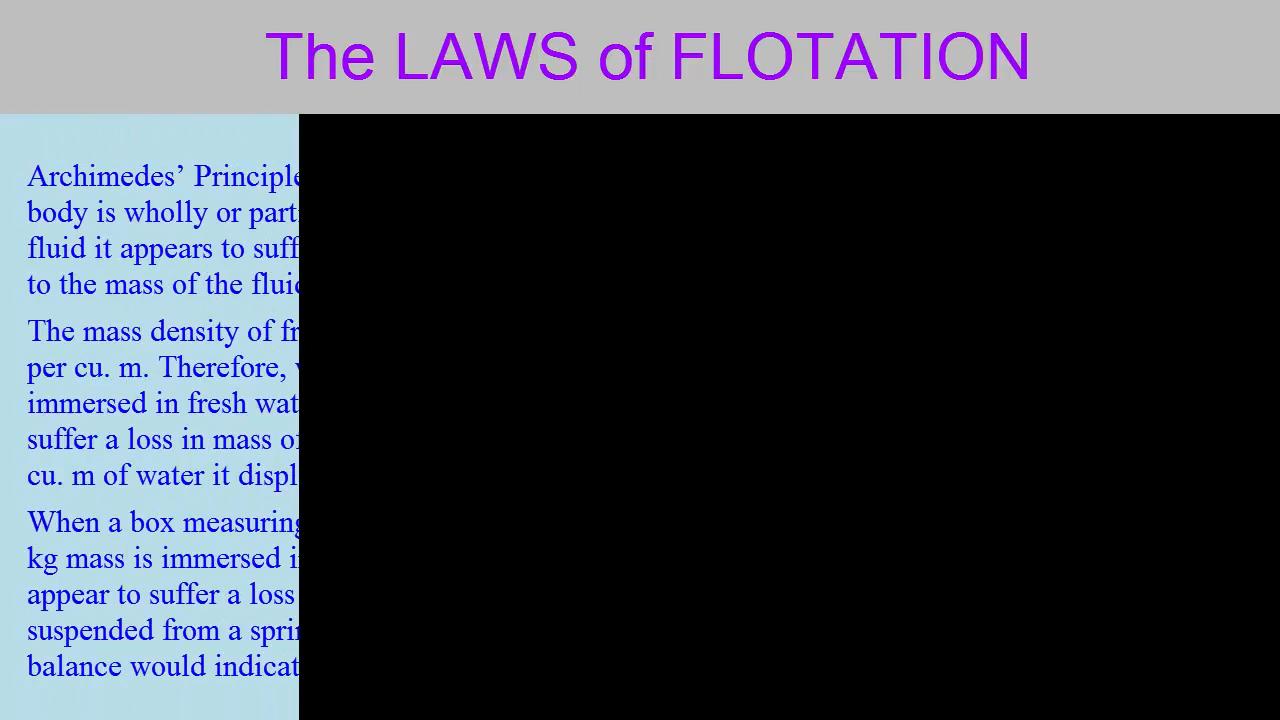 The LAWS of FLOTATION
Archimedes’ Principle
body is wholly or part
fluid it appears to suff
to the mass of the fluid
The mass density of fr
per cu. m. Therefore,
immersed in fresh wat
suffer a loss in mass of
cu. m of water it displ
When a box measuring
kg mass is immersed i
appear to suffer a loss
suspended from a spri
balance would indicat